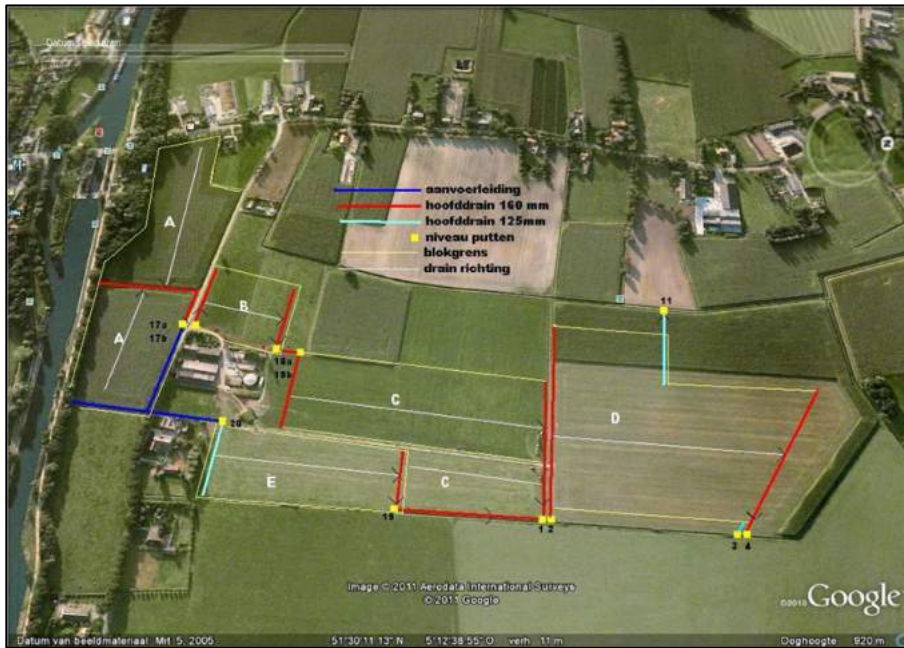 aanvoerleiding
hoofddrain 160 mm
hoofddrain 125mm
niveau putten
blokgrens
drain richting
A
B
11
A
17a
17b
18a
18b
C
D
20
E
C
19
1 2
3 4
Image © 2011 Aerodata International Surveys
© 2011 Google
©2010 Google
Datum van beeldmateriaal: Mrt 5, 2005
51°30'11.13" N 5°12'38.55" O verh. 11 m
Ooghoogte 920 m